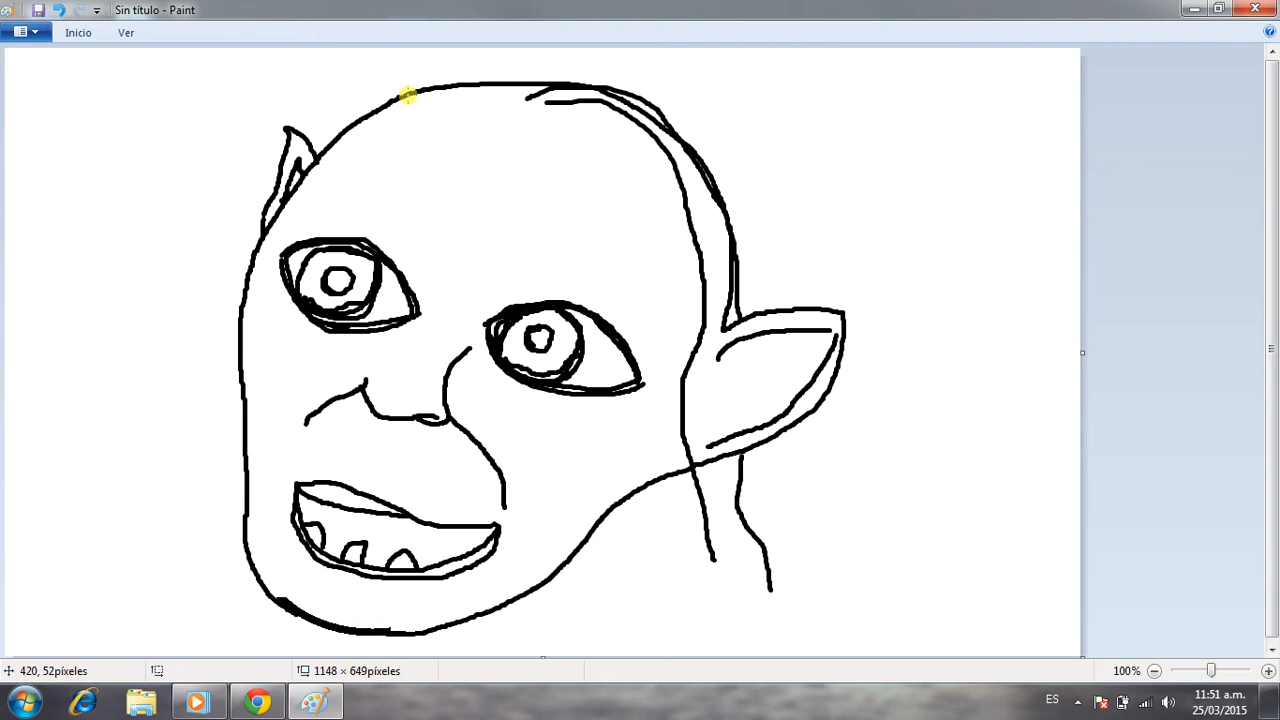 Sin título - Paint
Inicio Ver
420, 52píxeles
1148 × 649píxeles
100%
ES
11:51 a.m.
25/03/2015